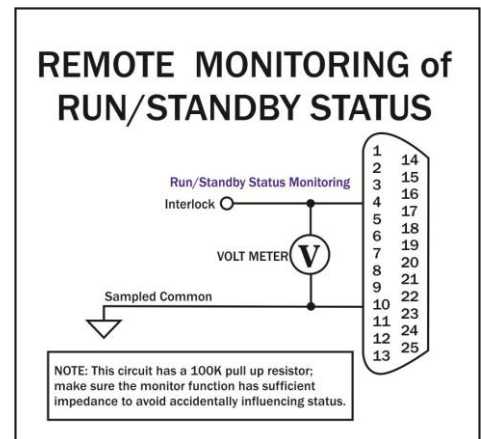 REMOTE MONITORING of
RUN/STANDBY STATUS
Run/Standby Status Monitoring
Interlock
VOLT METER
V
Sampled Common
1
2
3
4
5
6
7
8
9
10
11
12
13
14
15
16
17
18
19
20
21
22
23
24
25
NOTE: This circuit has a 100K pull up resistor;
make sure the monitor function has sufficient
impedance to avoid accidentally influencing status.